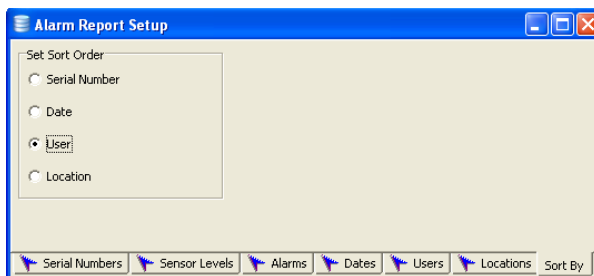 Alarm Report Setup
Set Sort Order
Serial Number
Date
User
Location
Serial Numbers Sensor Levels Alarms Dates Users Locations Sort By